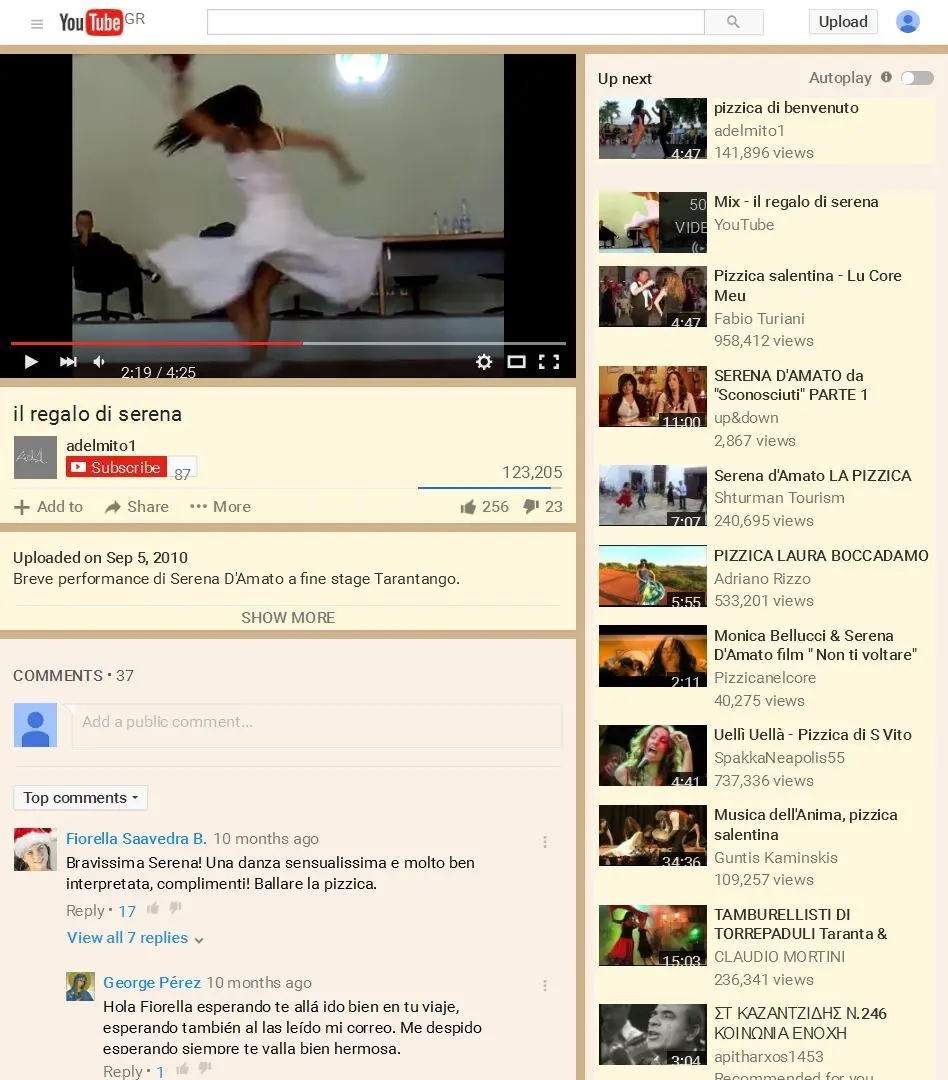 YouTube GR
Upload
2:19 / 4:25
il regalo di serena
adelmito1
Subscribe 87
123,205
Add to Share More
256 23
Uploaded on Sep 5, 2010
Breve performance di Serena D'Amato a fine stage Tarantango.
SHOW MORE
COMMENTS • 37
Add a public comment...
Top comments
Fiorella Saavedra B. 10 months ago
Bravissima Serena! Una danza sensualissima e molto ben
interpretata, complimenti! Ballare la pizzica.
Reply • 17
View all 7 replies
George Pérez 10 months ago
Hola Fiorella esperando te allá ido bien en tu viaje,
esperando también al las leído mi correo. Me despido
esperando siempre te valla bien hermosa.
Reply • 1
Up next Autoplay
pizzica di benvenuto
adelmito1
4:47
141,896 views
50
VIDE
Mix - il regalo di serena
YouTube
Pizzica salentina - Lu Core
Meu
Fabio Turiani
4:47
958,412 views
SERENA D'AMATO da
"Sconosciuti" PARTE 1
up&down
11:00
2,867 views
Serena d'Amato LA PIZZICA
Shturman Tourism
7:07
240,695 views
PIZZICA LAURA BOCCADAMO
Adriano Rizzo
5:55
533,201 views
Monica Bellucci & Serena
D'Amato film " Non ti voltare"
Pizzicanelcore
2:11
40,275 views
Uellì Uellà - Pizzica di S Vito
SpakkaNeapolis55
4:41
737,336 views
Musica dell'Anima, pizzica
salentina
Guntis Kaminskis
34:36
109,257 views
TAMBURELLISTI DI
TORREPADULI Taranta &
CLAUDIO MORTINI
15:03
236,341 views
ΣΤ ΚΑΖΑΝΤΖΙΔΗΣ N.246
ΚΟΙΝΩΝΙΑ ΕΝΟΧΗ
apitharxos1453
3:04
Recommended for you